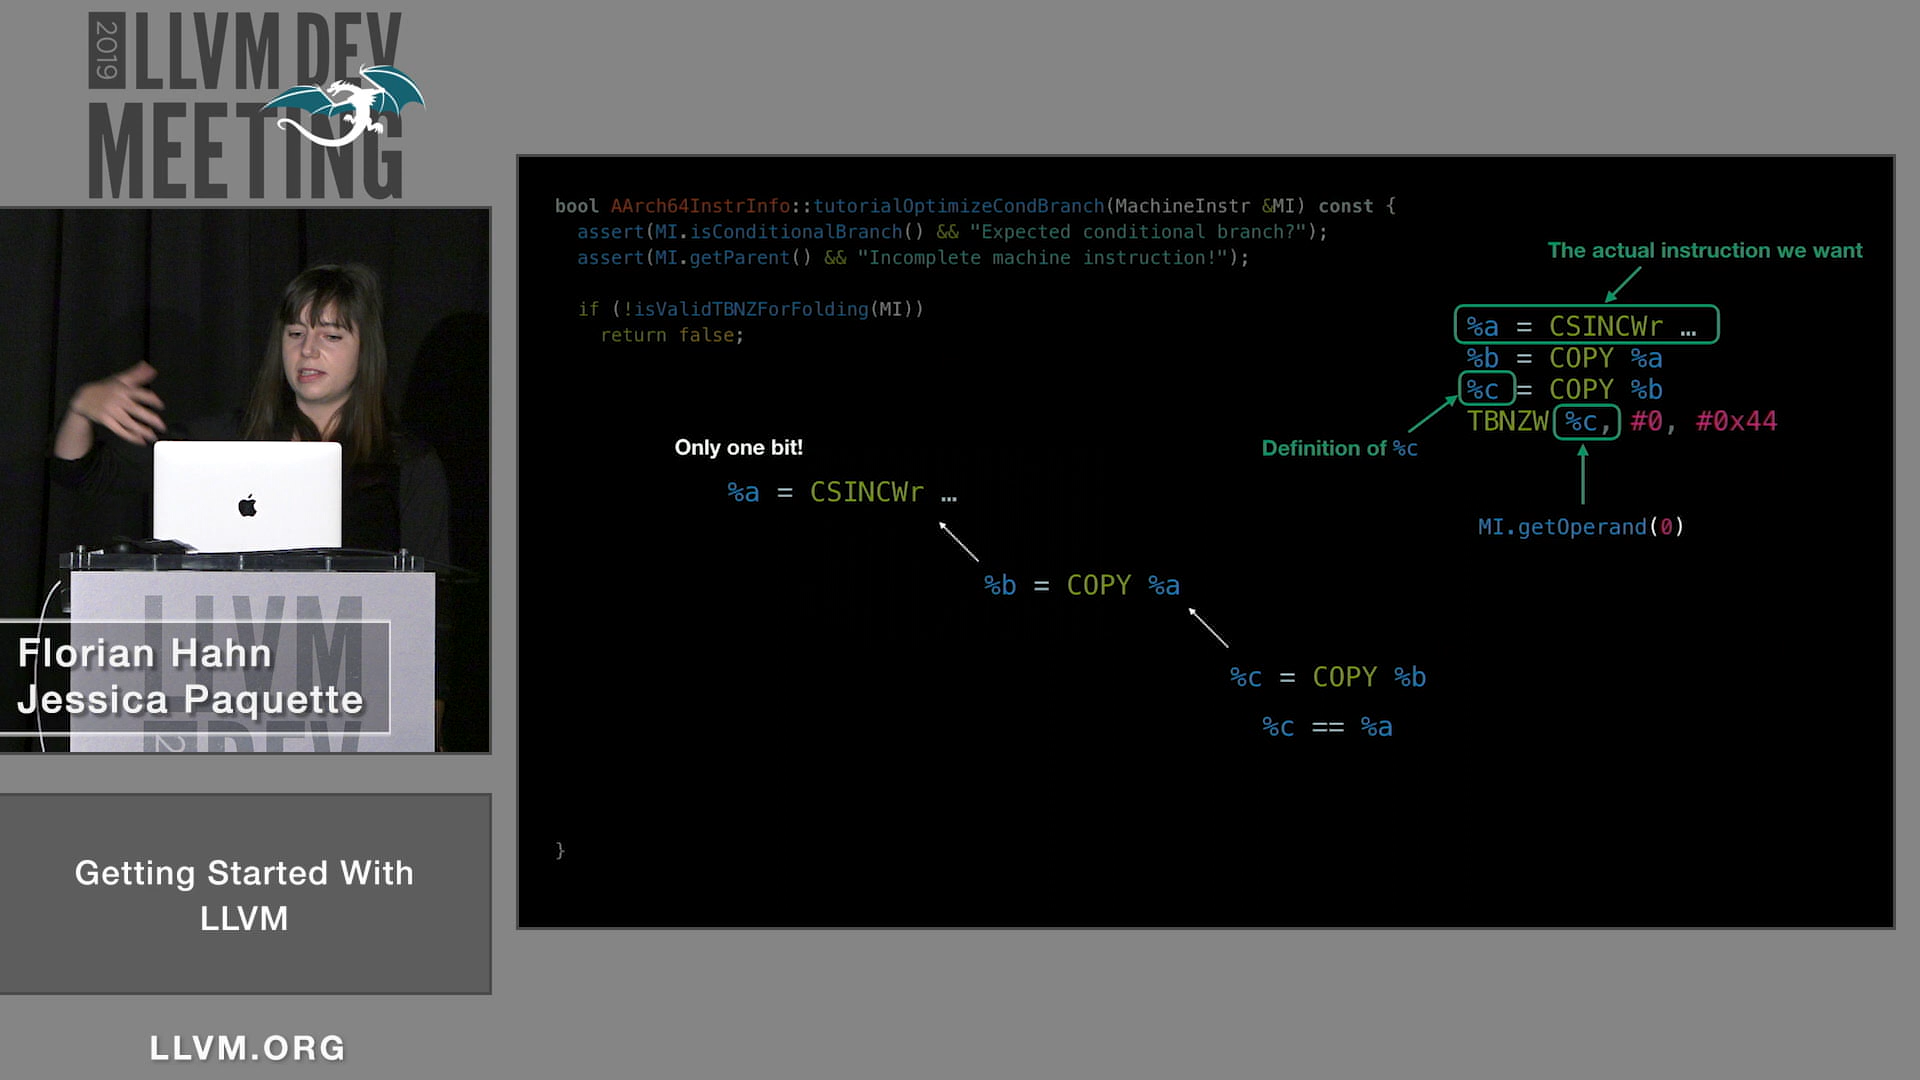 2019
LLVM DEV
MEETING
bool AArch64InstrInfo::tutorialOptimizeCondBranch(MachineInstr &MI) const {
assert(MI.isConditionalBranch() && "Expected conditional branch?");
assert(MI.getParent() && "Incomplete machine instruction!");
if (!isValidTBNZForFolding(MI))
return false;
The actual instruction we want
%a = CSINCWr …
%b = COPY %a
%c = COPY %b
TBNZW %c, #0, #0x44
Definition of %c
MI.getOperand(0)
Only one bit!
%a = CSINCWr …
%b = COPY %a
%c = COPY %b
%c == %a
}
LLVM
Florian Hahn
Jessica Paquette
Getting Started With
LLVM
LLVM.ORG